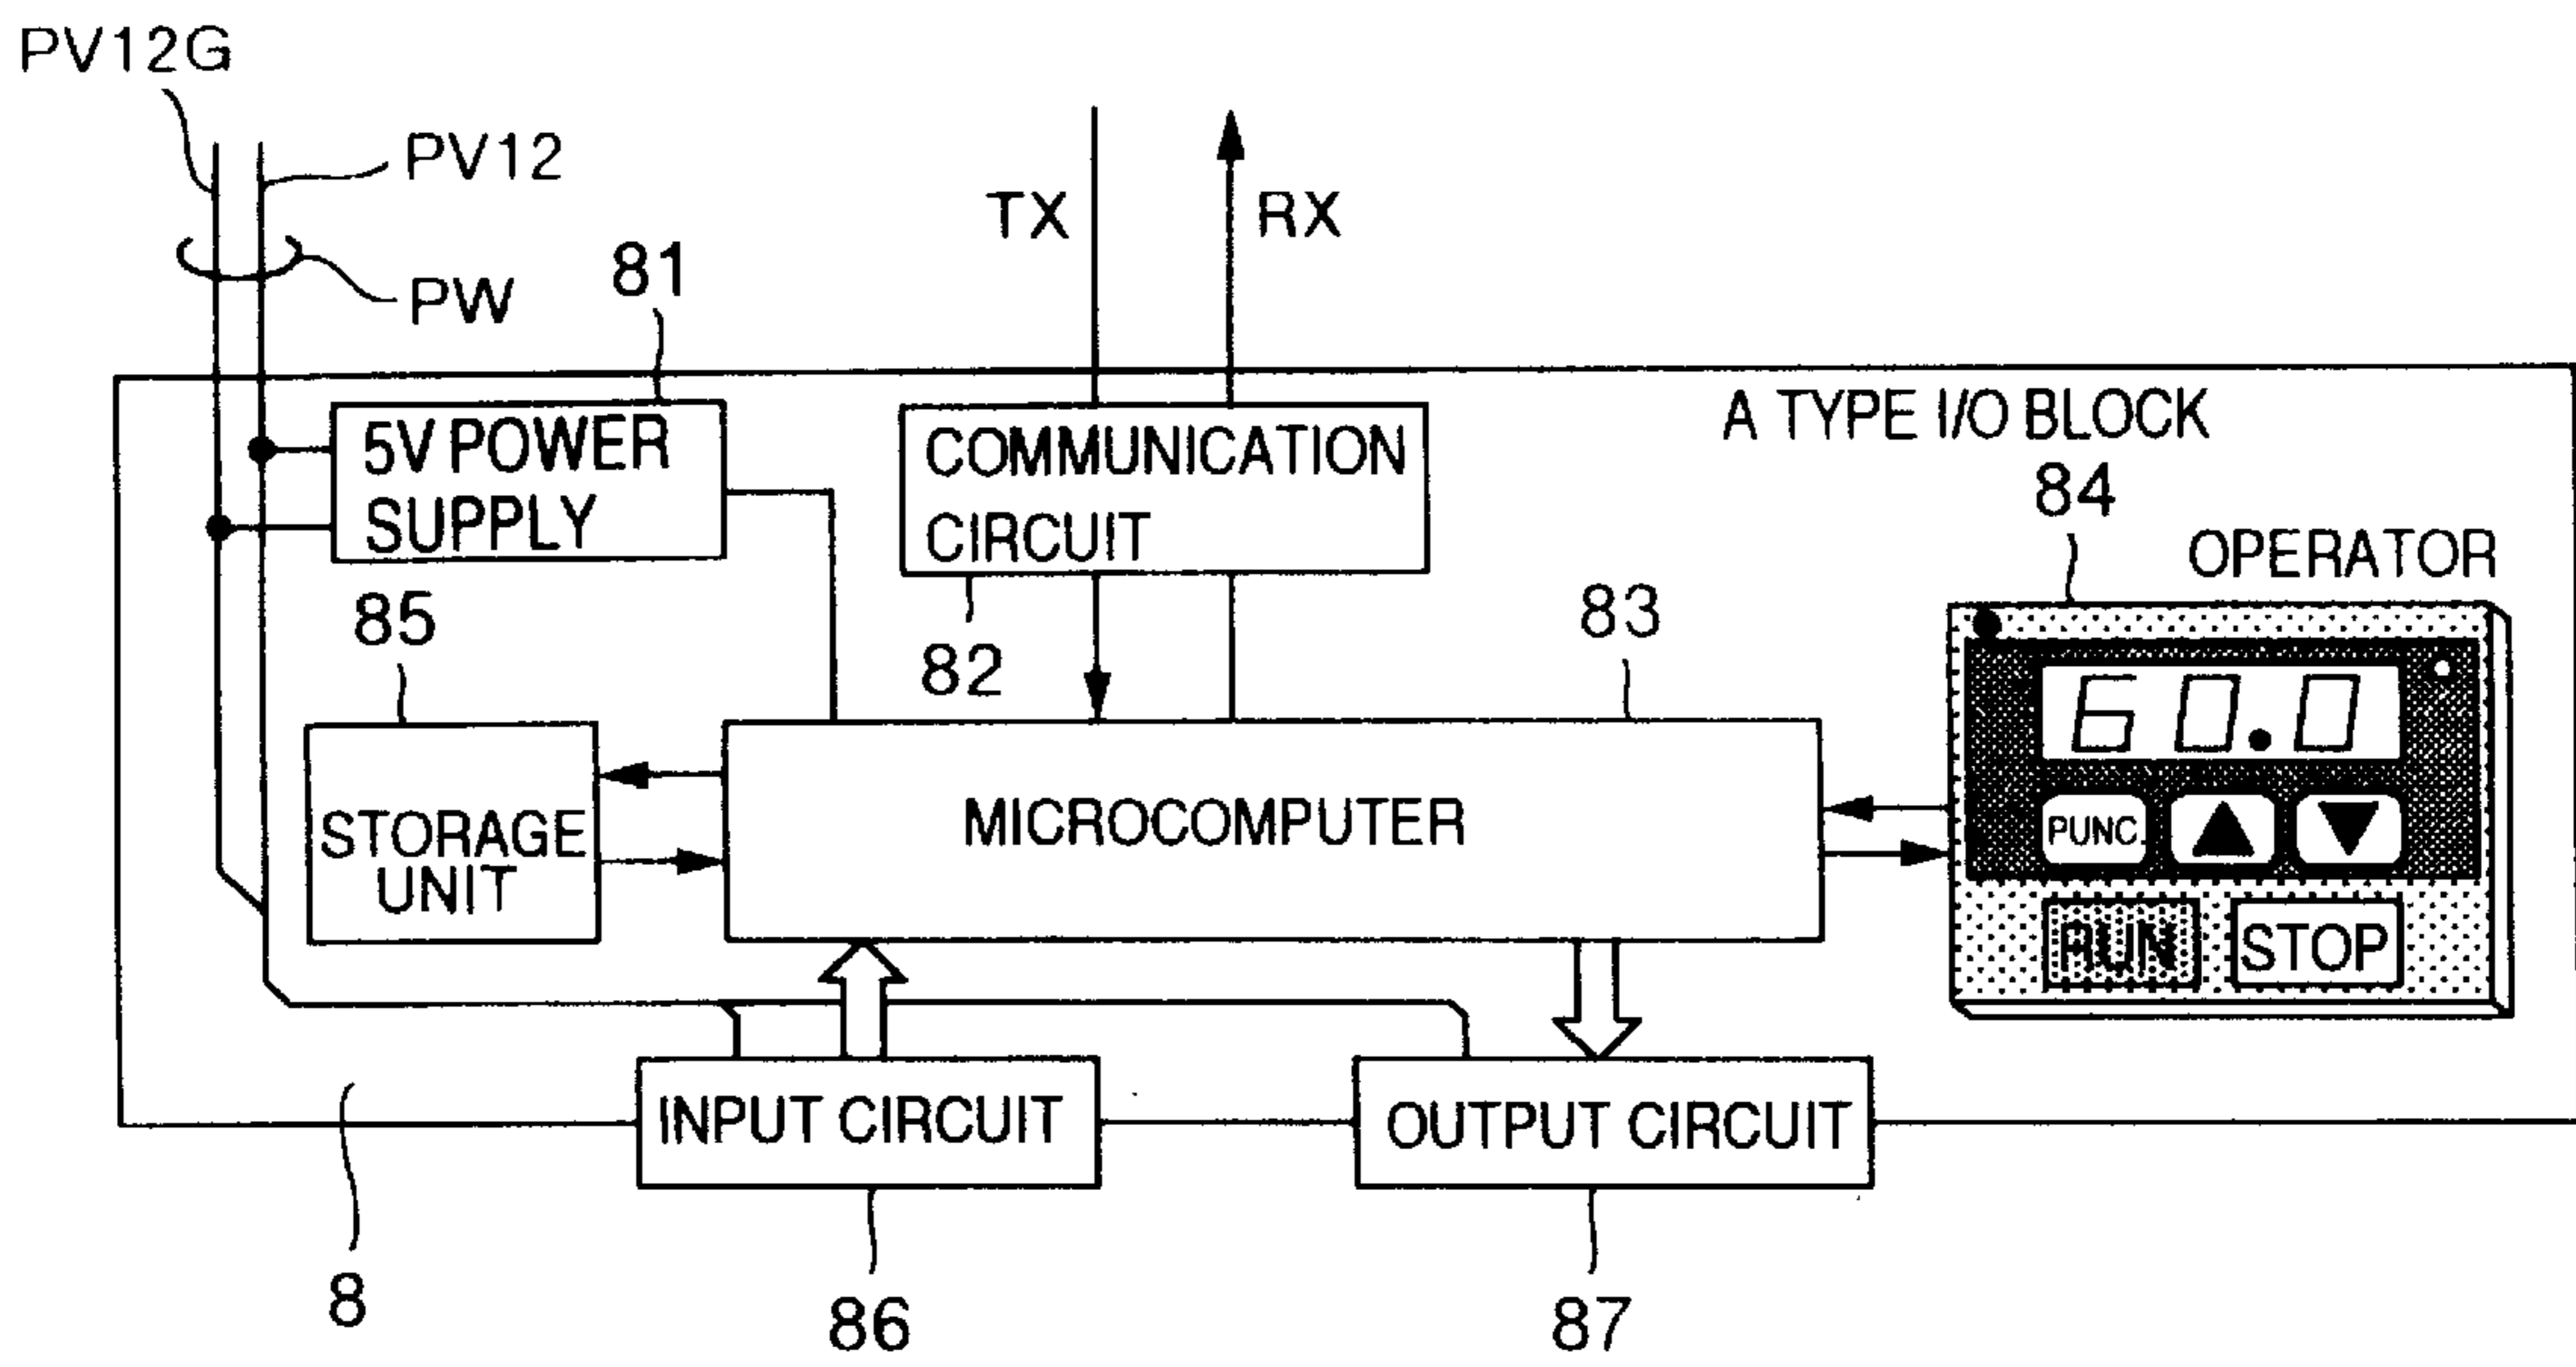 PV12G
PV12
PW
TX
RX
81
5V POWER
SUPPLY
COMMUNICATION
CIRCUIT
82
A TYPE I/O BLOCK
84
OPERATOR
85
STORAGE
UNIT
83
MICROCOMPUTER
60.0
PUNC.
RUN
STOP
INPUT CIRCUIT
OUTPUT CIRCUIT
8
86
87